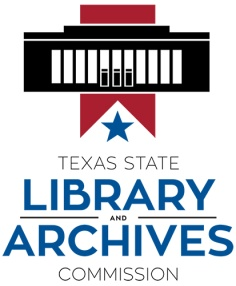 TEXAS STATE
LIBRARY
AND
ARCHIVES
COMMISSION